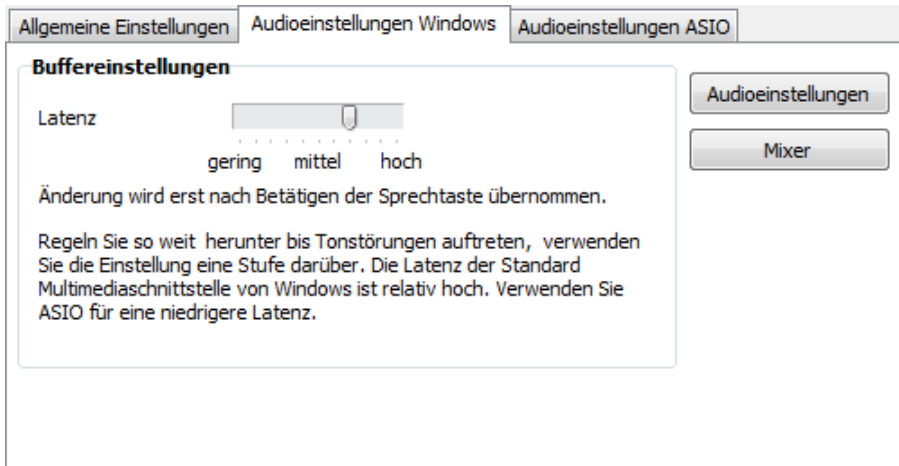 Allgemeine Einstellungen Audioeinstellungen Windows Audioeinstellungen ASIO
Buffereinstellungen
Audioeinstellungen
Latenz
Mixer
gering mittel hoch
Änderung wird erst nach Betätigen der Sprechtaste übernommen.
Regeln Sie so weit herunter bis Tonstörungen auftreten, verwenden
Sie die Einstellung eine Stufe darüber. Die Latenz der Standard
Multimediaschnittstelle von Windows ist relativ hoch. Verwenden Sie
ASIO für eine niedrigere Latenz.